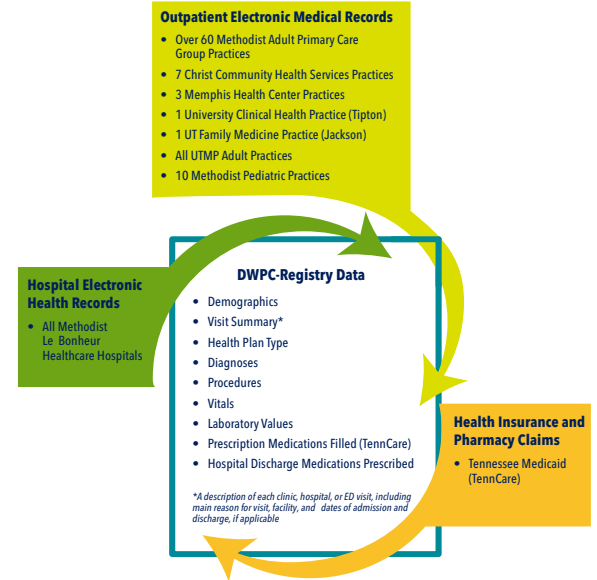 Outpatient Electronic Medical Records
• Over 60 Methodist Adult Primary Care
Group Practices
• 7 Christ Community Health Services Practices
• 3 Memphis Health Center Practices
• 1 University Clinical Health Practice (Tipton)
• 1 UT Family Medicine Practice (Jackson)
• All UTMP Adult Practices
• 10 Methodist Pediatric Practices
Hospital Electronic
Health Records
• All Methodist
Le Bonheur
Healthcare Hospitals
DWPC-Registry Data
• Demographics
• Visit Summary*
• Health Plan Type
• Diagnoses
• Procedures
• Vitals
• Laboratory Values
• Prescription Medications Filled (TennCare)
• Hospital Discharge Medications Prescribed
*A description of each clinic, hospital, or ED visit, including
main reason for visit, facility, and dates of admission and
discharge, if applicable
Health Insurance and
Pharmacy Claims
• Tennessee Medicaid
(TennCare)